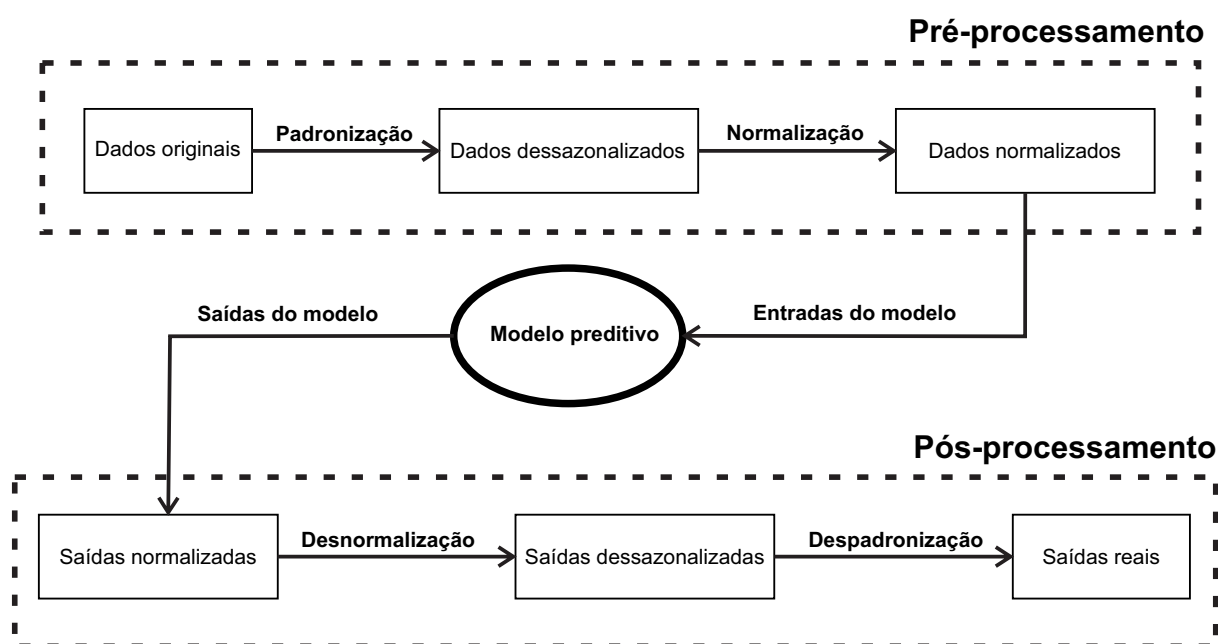 Pré-processamento
Dados originais
Padronização
Dados dessazonalizados
Normalização
Dados normalizados
Saídas do modelo
Modelo preditivo
Entradas do modelo
Pós-processamento
Saídas normalizadas
Desnormalização
Saídas dessazonalizadas
Despadronização
Saídas reais